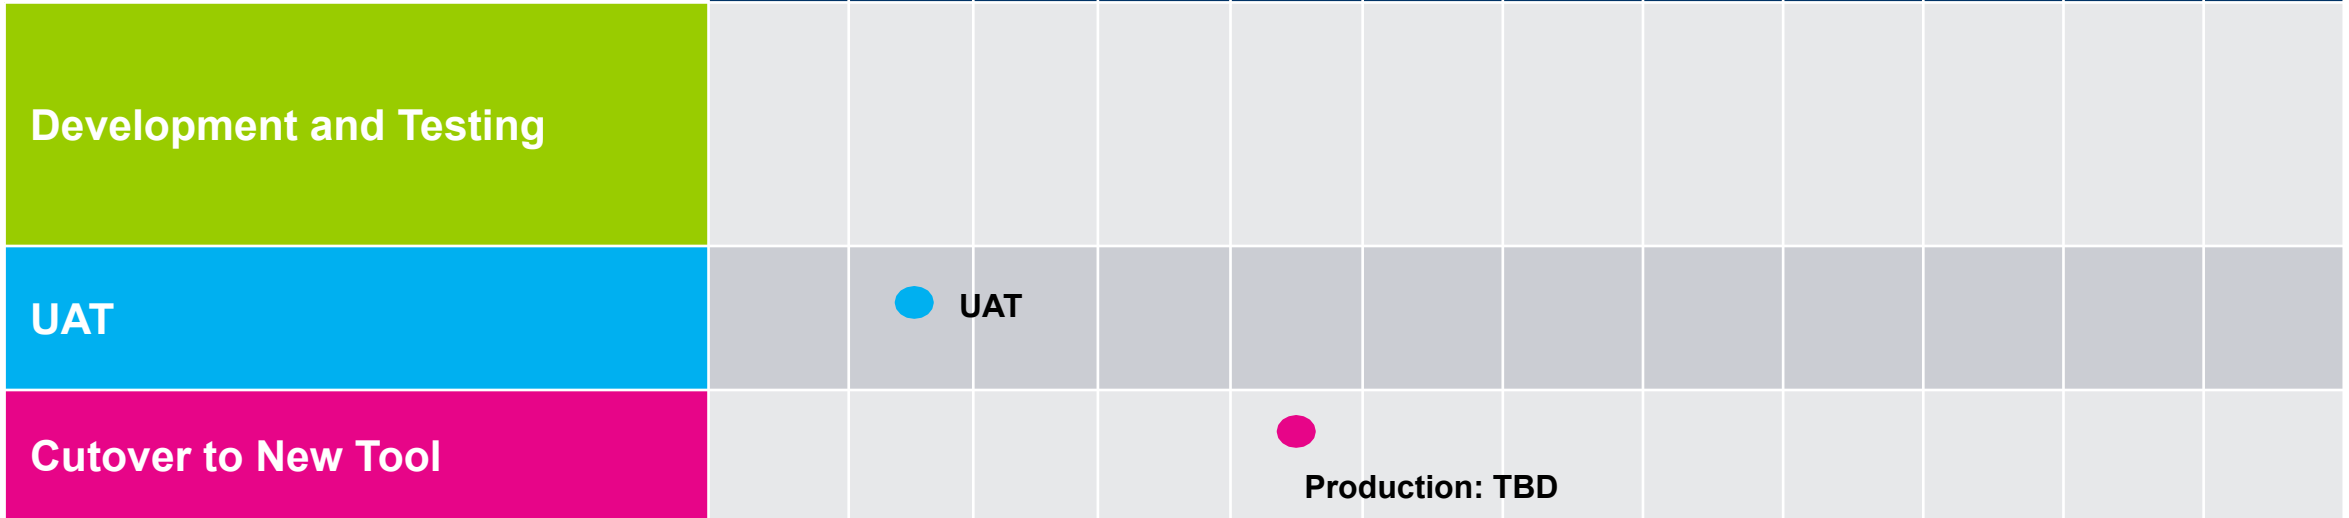 Development and Testing
UAT
UAT
Cutover to New Tool
Production: TBD